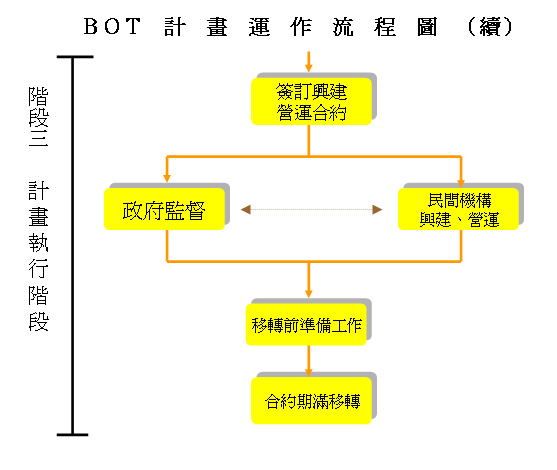 BOT 計畫運作流程圖（續）
階段三 計畫執行階段
簽訂興建
營運合約
政府監督
民間機構
興建、營運
移轉前準備工作
合約期滿移轉